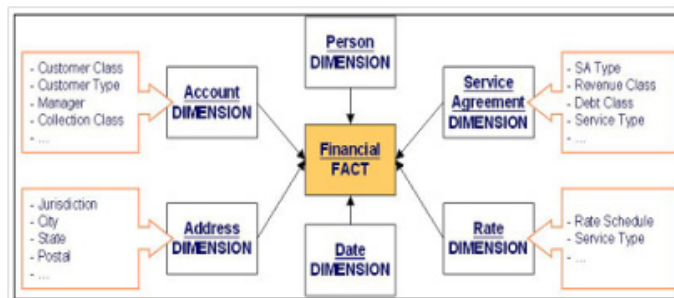 Person
DIMENSION
- Customer Class
- Customer Type
- Manager
- Collection Class
- ...
Account
DIMENSION
Service
Agreement
DIMENSION
- SA Type
- Revenue Class
- Debt Class
- Service Type
- ...
Financial
FACT
- Jurisdiction
- City
- State
- Postal
- ...
Address
DIMENSION
Date
DIMENSION
Rate
DIMENSION
- Rate Schedule
- Service Type
- ...